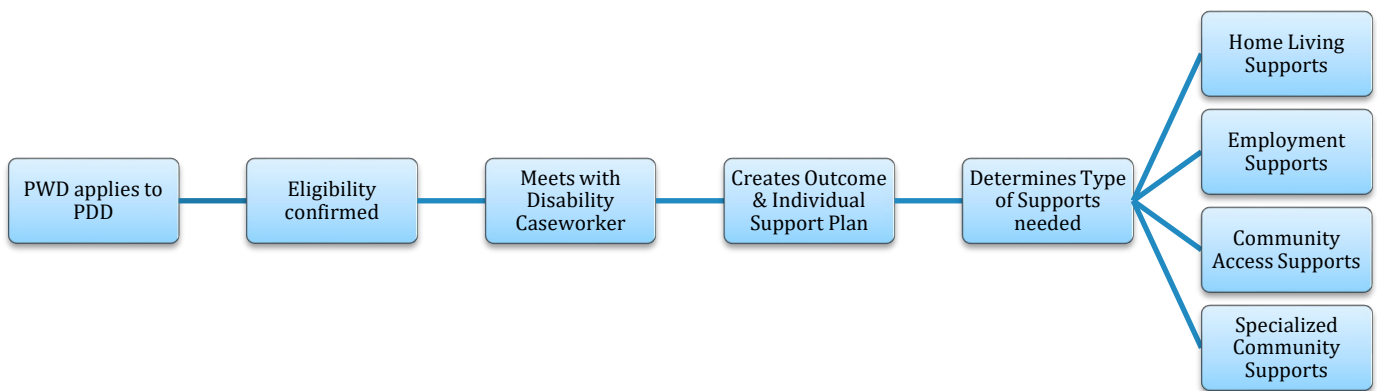 PWD applies to
PDD
Eligibility
confirmed
Meets with
Disability
Caseworker
Creates Outcome
& Individual
Support Plan
Determines Type
of Supports
needed
Home Living
Supports
Employment
Supports
Community
Access Supports
Specialized
Community
Supports